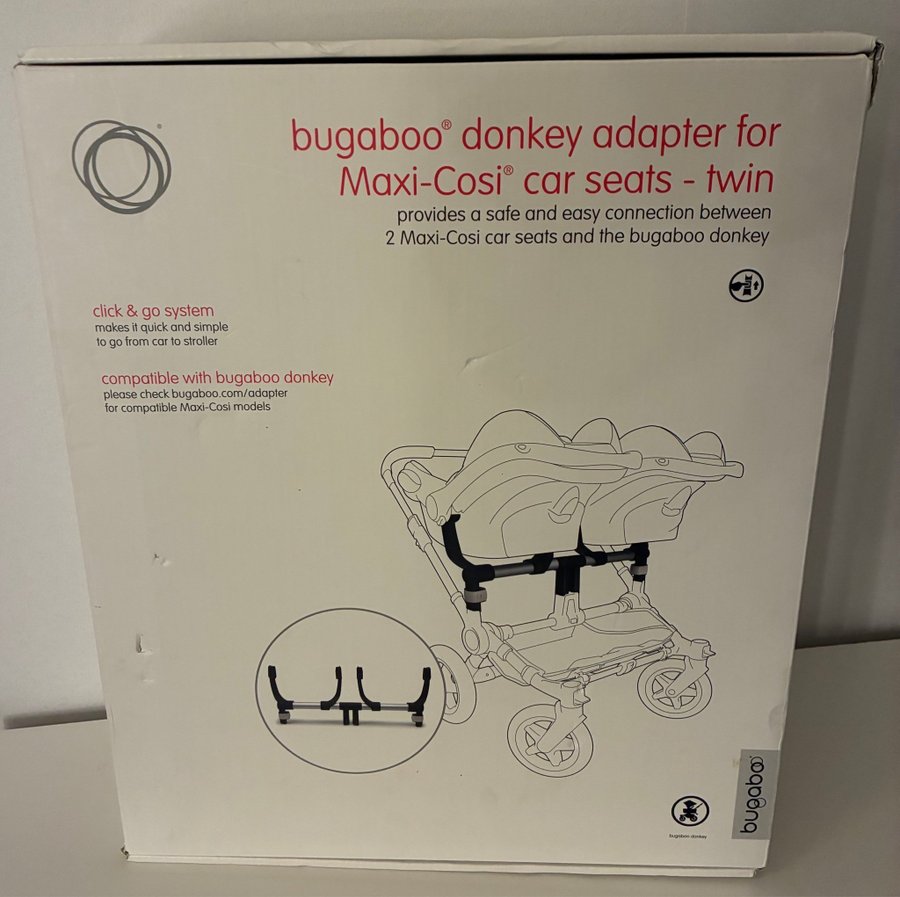 bugaboo® donkey adapter for
Maxi-Cosi® car seats - twin
provides a safe and easy connection between
2 Maxi-Cosi car seats and the bugaboo donkey
click & go system
makes it quick and simple
to go from car to stroller
compatible with bugaboo donkey
please check bugaboo.com/adapter
for compatible Maxi-Cosi models
bugaboo donkey
bugaboo